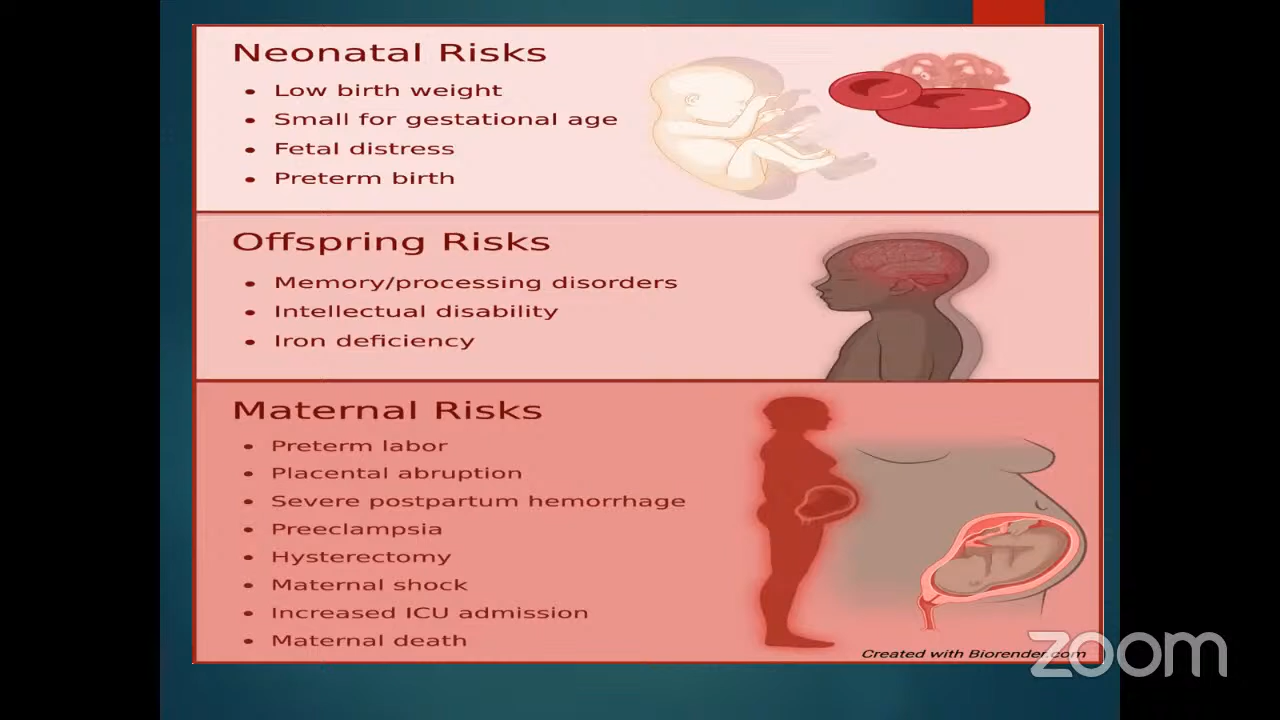 Neonatal Risks
• Low birth weight
• Small for gestational age
• Fetal distress
• Preterm birth
Offspring Risks
• Memory/processing disorders
• Intellectual disability
• Iron deficiency
Maternal Risks
• Preterm labor
• Placental abruption
• Severe postpartum hemorrhage
• Preeclampsia
• Hysterectomy
• Maternal shock
• Increased ICU admission
• Maternal death
Created with Biorender.com
zoom